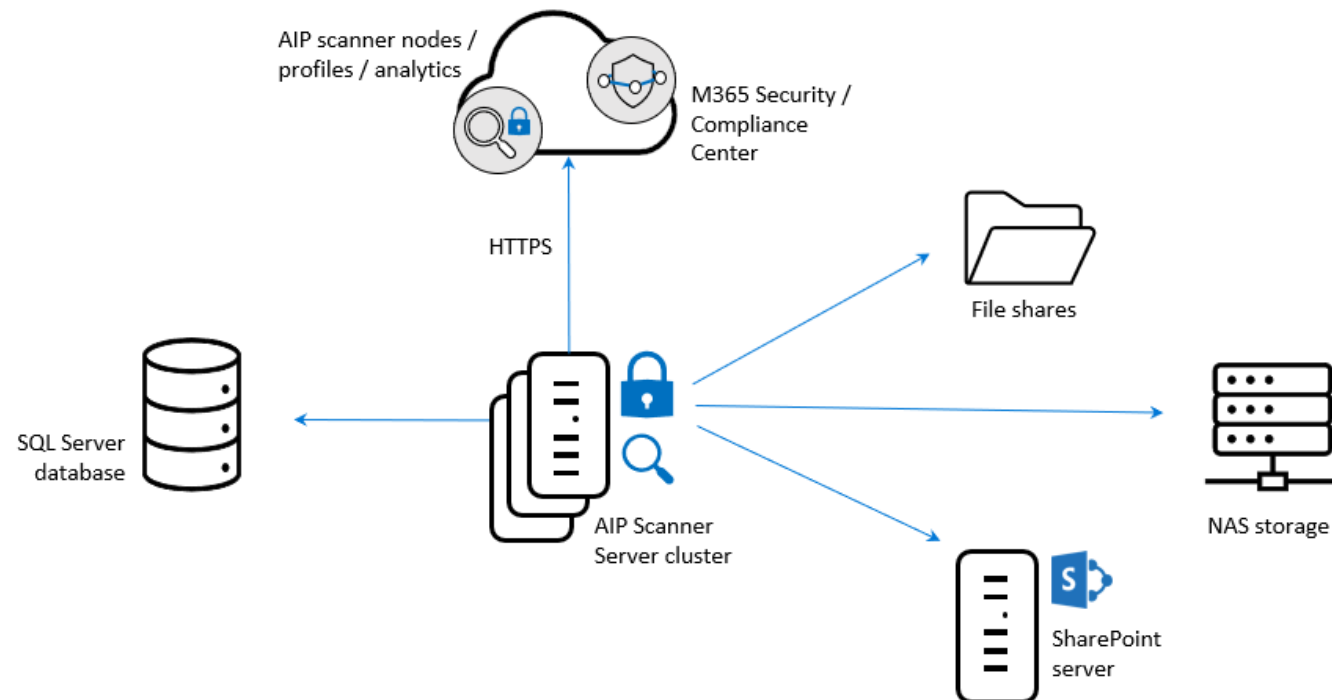 AIP scanner nodes /
profiles / analytics
M365 Security /
Compliance
Center
HTTPS
File shares
SQL Server
database
AIP Scanner
Server cluster
NAS storage
S
SharePoint
server